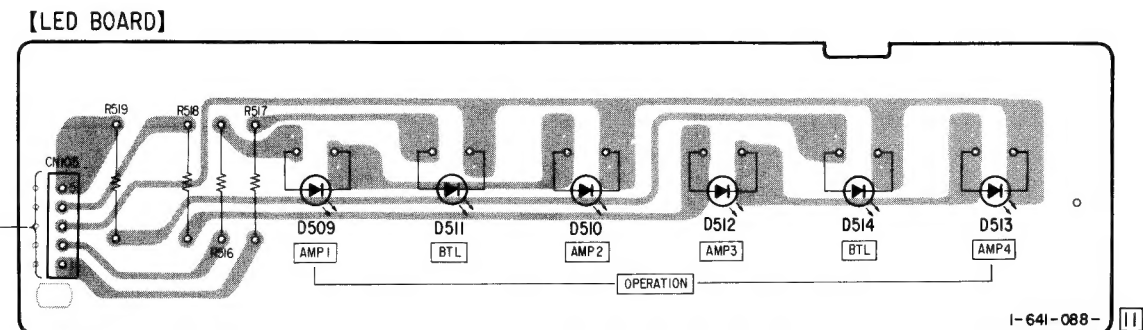 【LED BOARD】
R519 R518 R517
CN105
5
R516
D509 D511 D510 D512 D514 D513
AMP1 BTL AMP2 AMP3 BTL AMP4
OPERATION
1-641-088- 11